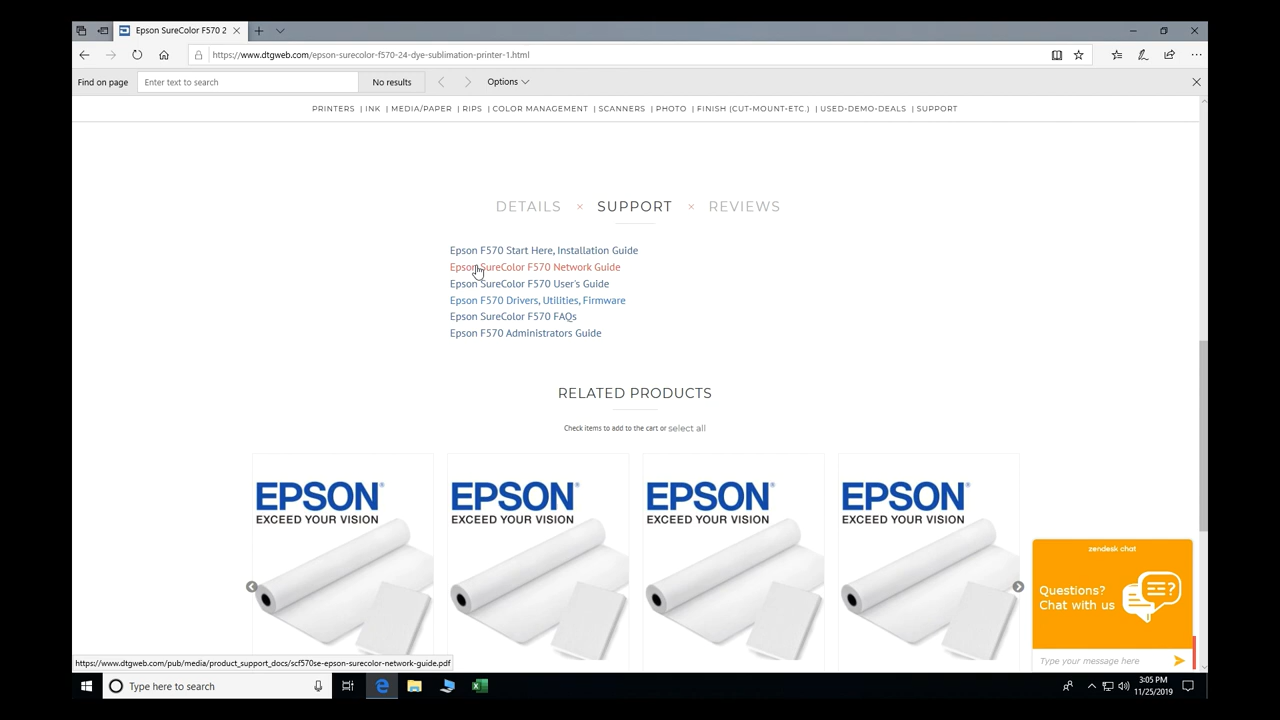 Epson SureColor F570 2
https://www.dtgweb.com/epson-surecolor-f570-24-dye-sublimation-printer-1.html
Find on page Enter text to search No results Options
PRINTERS | INK | MEDIA/PAPER | RIPS | COLOR MANAGEMENT | SCANNERS | PHOTO | FINISH (CUT-MOUNT-ETC.) | USED-DEMO-DEALS | SUPPORT
DETAILS × SUPPORT × REVIEWS
Epson F570 Start Here, Installation Guide
Epson SureColor F570 Network Guide
Epson SureColor F570 User's Guide
Epson F570 Drivers, Utilities, Firmware
Epson SureColor F570 FAQs
Epson F570 Administrators Guide
RELATED PRODUCTS
Check items to add to the cart or select all
EPSON® EPSON® EPSON® EPSON®
EXCEED YOUR VISION EXCEED YOUR VISION EXCEED YOUR VISION EXCEED YOUR VISION
zendesk chat
Questions?
Chat with us
Type your message here
https://www.dtgweb.com/pub/media/product_support_docs/scf570se-epson-surecolor-network-guide.pdf
Type here to search
3:05 PM
11/25/2019